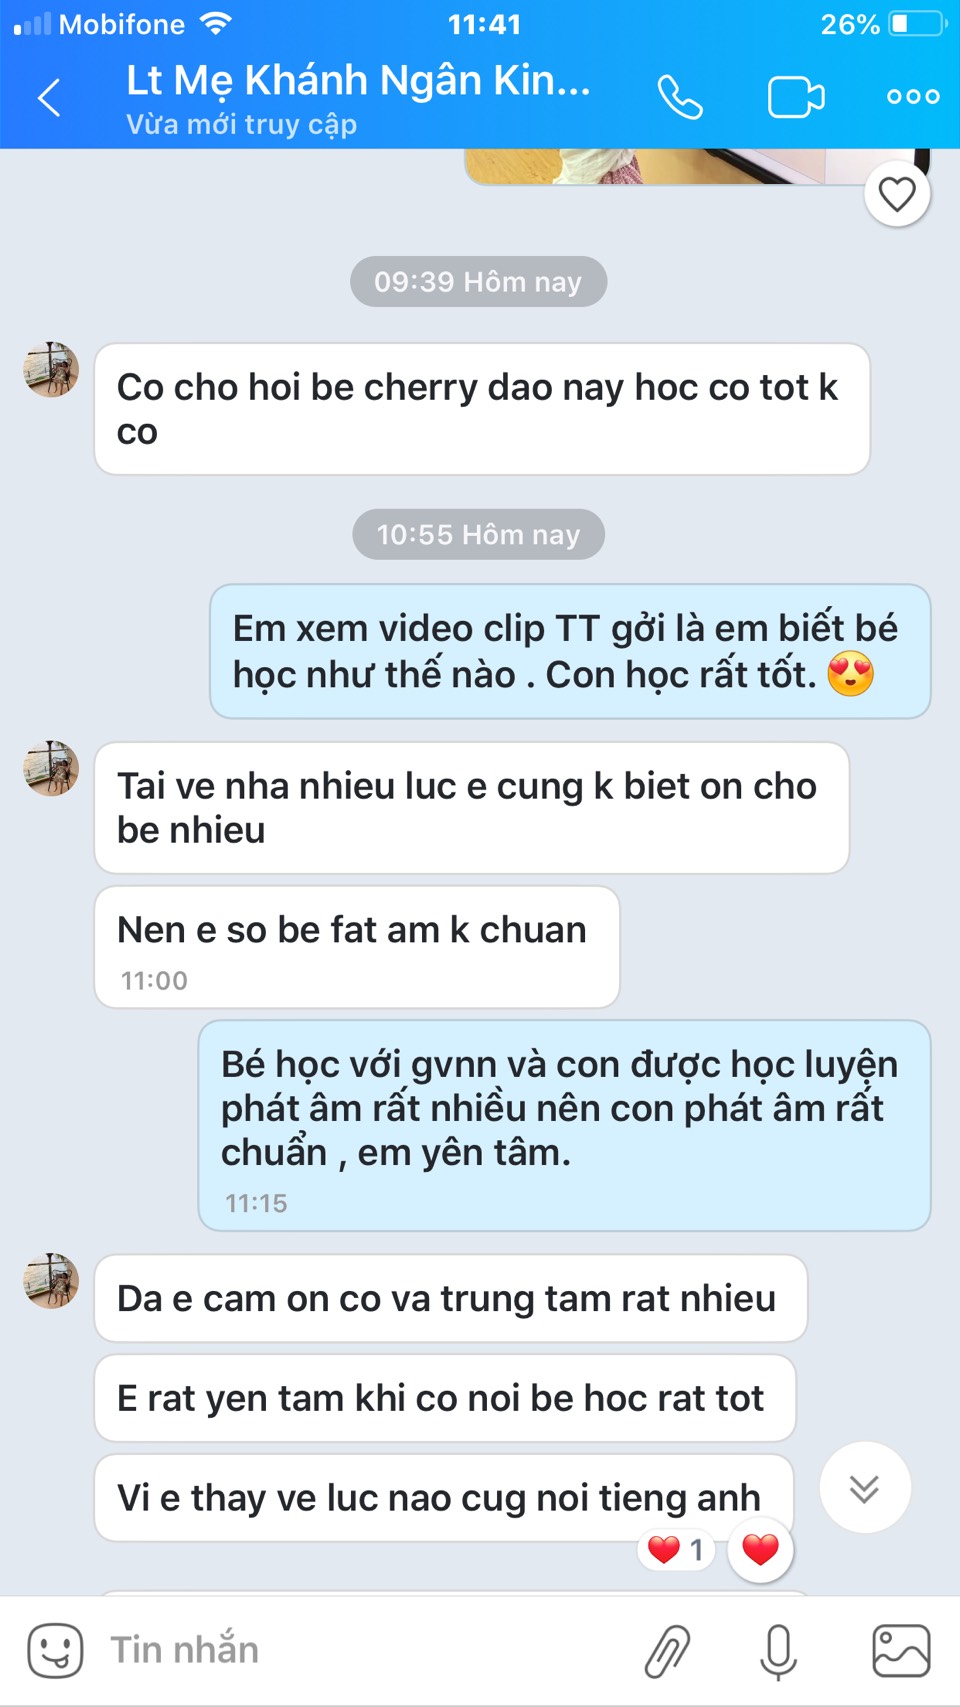 Mobifone 11:41 26%
Lt Mẹ Khánh Ngân Kin...
Vừa mới truy cập
09:39 Hôm nay
Co cho hoi be cherry dao nay hoc co tot k
co
10:55 Hôm nay
Em xem video clip TT gởi là em biết bé
học như thế nào . Con học rất tốt. 😍
Tai ve nha nhieu luc e cung k biet on cho
be nhieu
Nen e so be fat am k chuan
11:00
Bé học với gvnn và con được học luyện
phát âm rất nhiều nên con phát âm rất
chuẩn , em yên tâm.
11:15
Da e cam on co va trung tam rat nhieu
E rat yen tam khi co noi be hoc rat tot
Vi e thay ve luc nao cug noi tieng anh
❤️ 1 ❤️
Tin nhắn